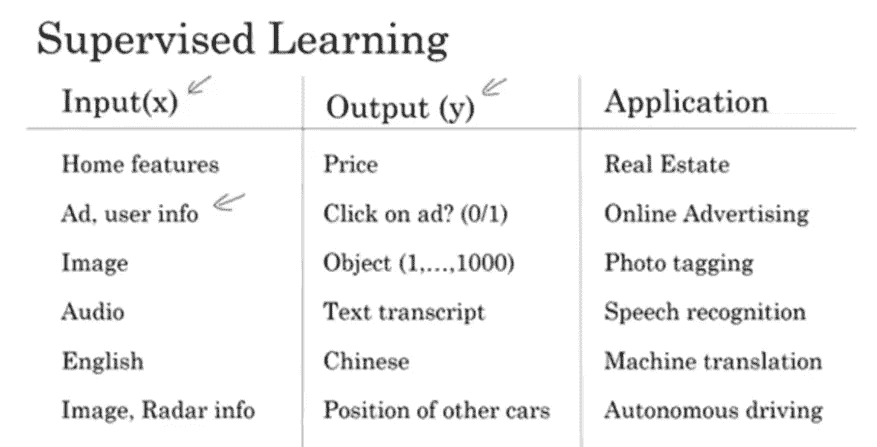 Supervised Learning
Input(x) Output (y) Application
Home features Price Real Estate
Ad, user info Click on ad? (0/1) Online Advertising
Image Object (1,...,1000) Photo tagging
Audio Text transcript Speech recognition
English Chinese Machine translation
Image, Radar info Position of other cars Autonomous driving